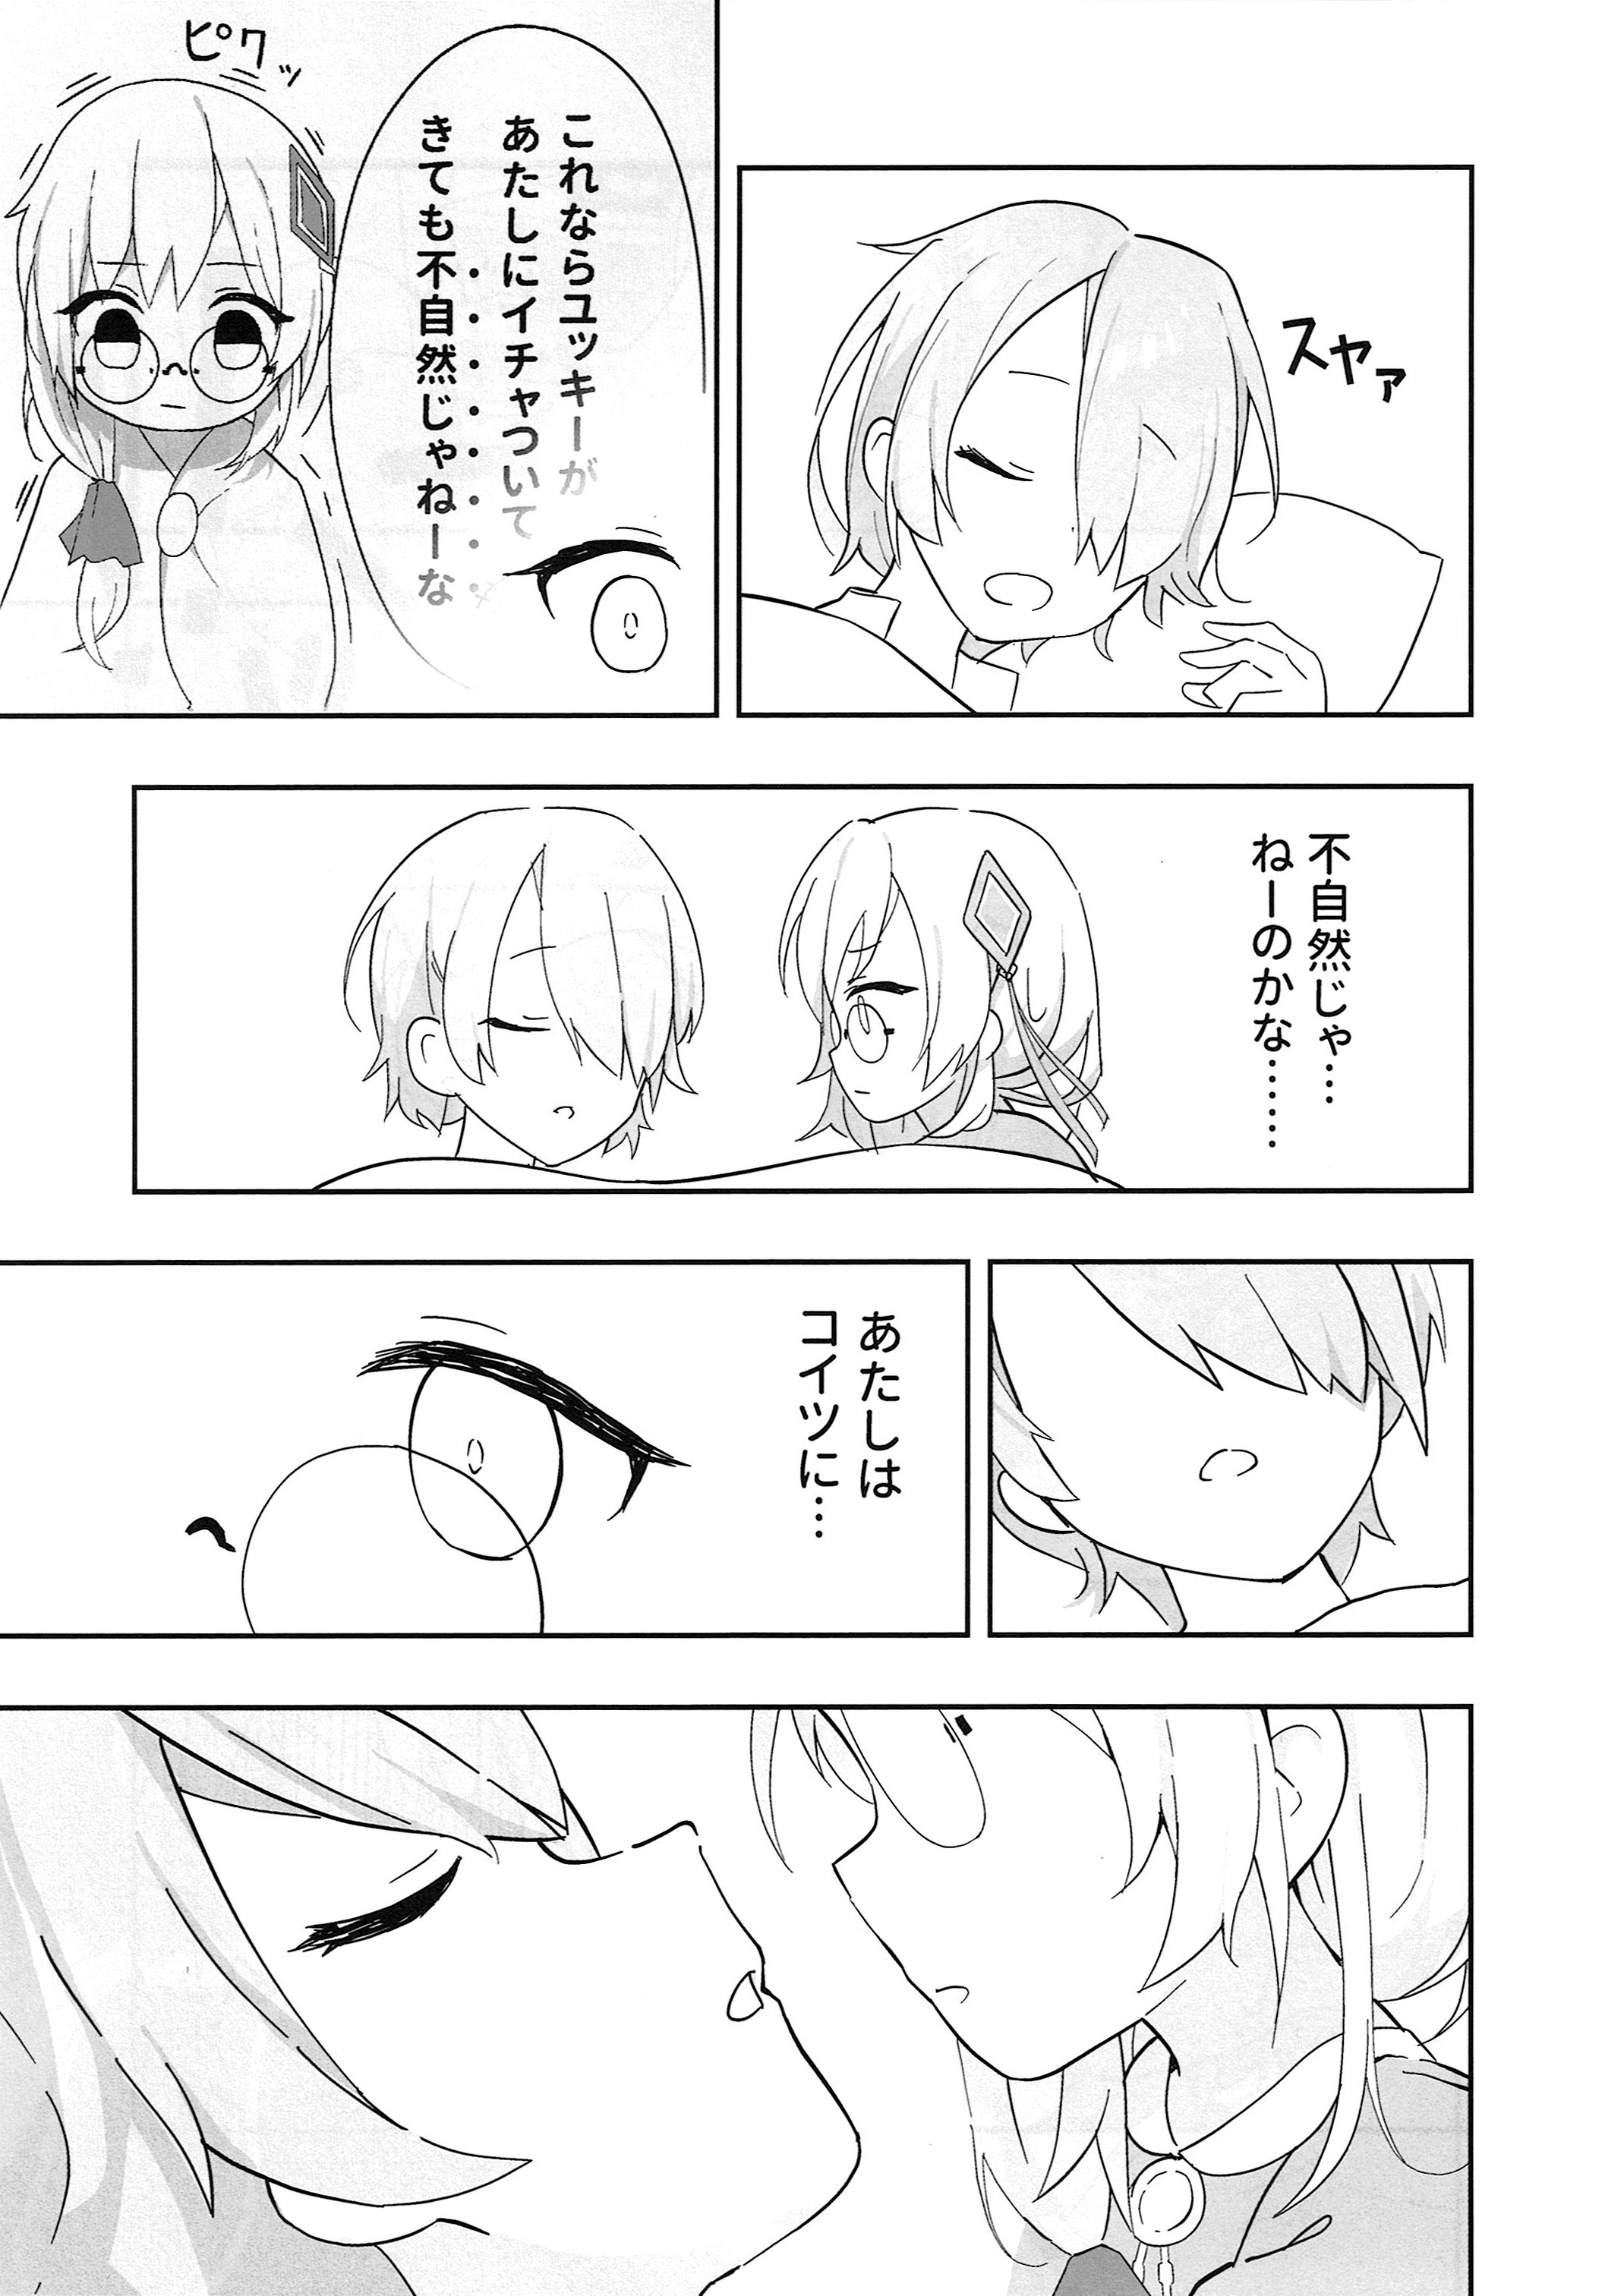 スヤァ
これならユッキーが
あたしにイチャついて
きても不自然じゃねーな
ピクッ
不自然じゃ…
ねーのかな……
あたしは
コイツに…